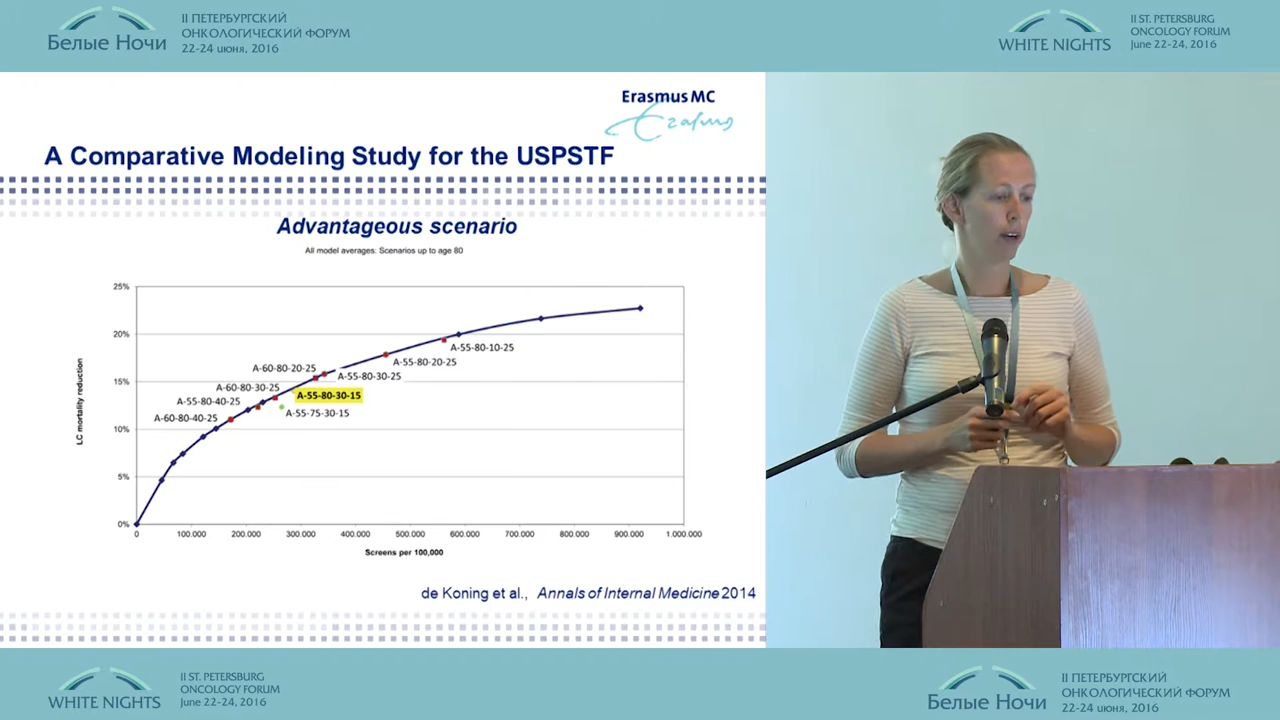 Белые Ночи
II ПЕТЕРБУРГСКИЙ
ОНКОЛОГИЧЕСКИЙ ФОРУМ
22-24 июня, 2016
WHITE NIGHTS
II ST. PETERSBURG
ONCOLOGY FORUM
June 22-24, 2016
Erasmus MC
Erasmus
A Comparative Modeling Study for the USPSTF
Advantageous scenario
All model averages: Scenarios up to age 80
LC mortality reduction
25%
20%
15%
10%
5%
0%
A-55-80-10-25
A-55-80-20-25
A-60-80-20-25
A-55-80-30-25
A-60-80-30-25
A-55-80-30-15
A-55-80-40-25
A-55-75-30-15
A-60-80-40-25
0
100.000
200.000
300.000
400.000
500.000
600.000
700.000
800.000
900.000
1.000.000
Screens per 100,000
de Koning et al., Annals of Internal Medicine 2014
WHITE NIGHTS
II ST. PETERSBURG
ONCOLOGY FORUM
June 22-24, 2016
Белые Ночи
II ПЕТЕРБУРГСКИЙ
ОНКОЛОГИЧЕСКИЙ ФОРУМ
22-24 июня, 2016